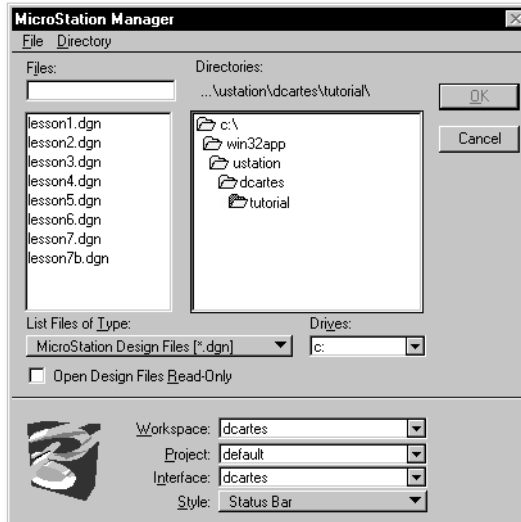 MicroStation Manager
File Directory
Files:
Directories:
...\ustation\dcartes\tutorial\
OK
Cancel
lesson1.dgn
lesson2.dgn
lesson3.dgn
lesson4.dgn
lesson5.dgn
lesson6.dgn
lesson7.dgn
lesson7b.dgn
c:\
win32app
ustation
dcartes
tutorial
List Files of Type:
MicroStation Design Files [*.dgn]
Drives:
c:
Open Design Files Read-Only
Workspace: dcartes
Project: default
Interface: dcartes
Style: Status Bar